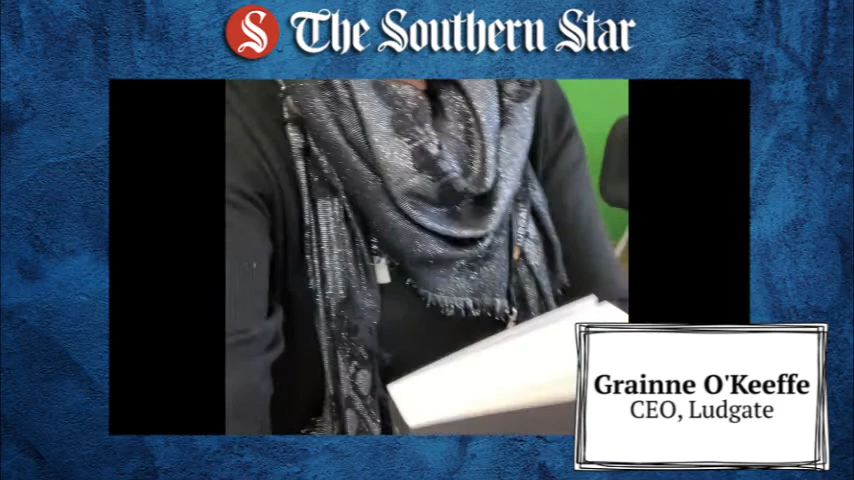 S The Southern Star
Grainne O'Keeffe
CEO, Ludgate